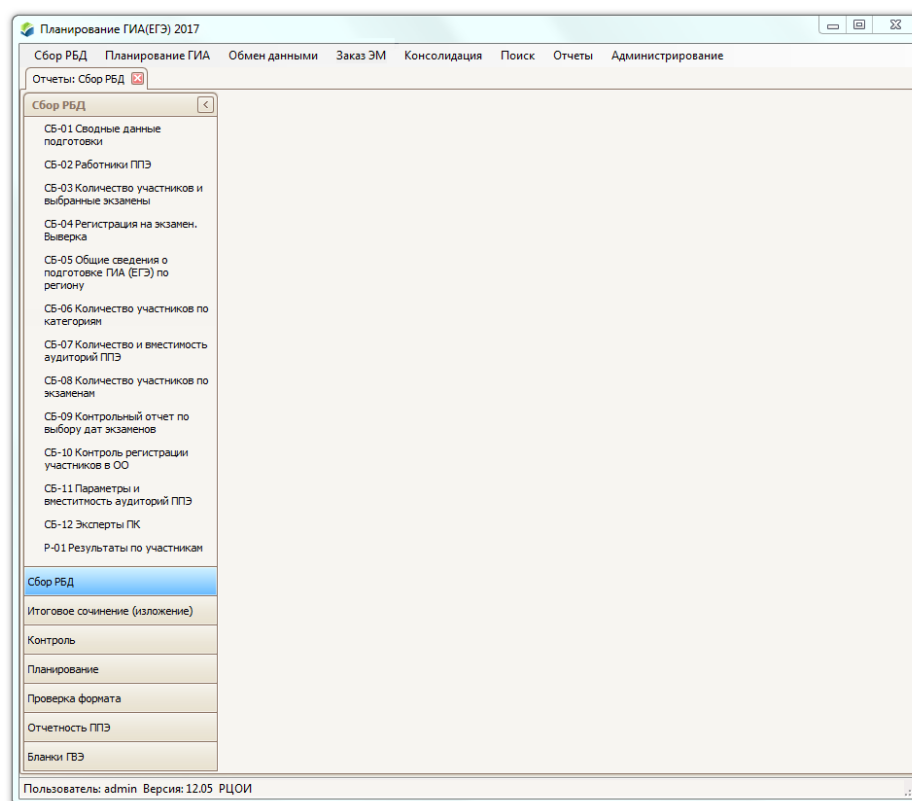 Планирование ГИА(ЕГЭ) 2017
Сбор РБД Планирование ГИА Обмен данными Заказ ЭМ Консолидация Поиск Отчеты Администрирование
Отчеты: Сбор РБД
Сбор РБД
СБ-01 Сводные данные
подготовки
СБ-02 Работники ППЭ
СБ-03 Количество участников и
выбранные экзамены
СБ-04 Регистрация на экзамен.
Выверка
СБ-05 Общие сведения о
подготовке ГИА (ЕГЭ) по
региону
СБ-06 Количество участников по
категориям
СБ-07 Количество и вместимость
аудиторий ППЭ
СБ-08 Количество участников по
экзаменам
СБ-09 Контрольный отчет по
выбору дат экзаменов
СБ-10 Контроль регистрации
участников в ОО
СБ-11 Параметры и
вместитмость аудиторий ППЭ
СБ-12 Эксперты ПК
Р-01 Результаты по участникам
Сбор РБД
Итоговое сочинение (изложение)
Контроль
Планирование
Проверка формата
Отчетность ППЭ
Бланки ГВЭ
Пользователь: admin Версия: 12.05 РЦОИ